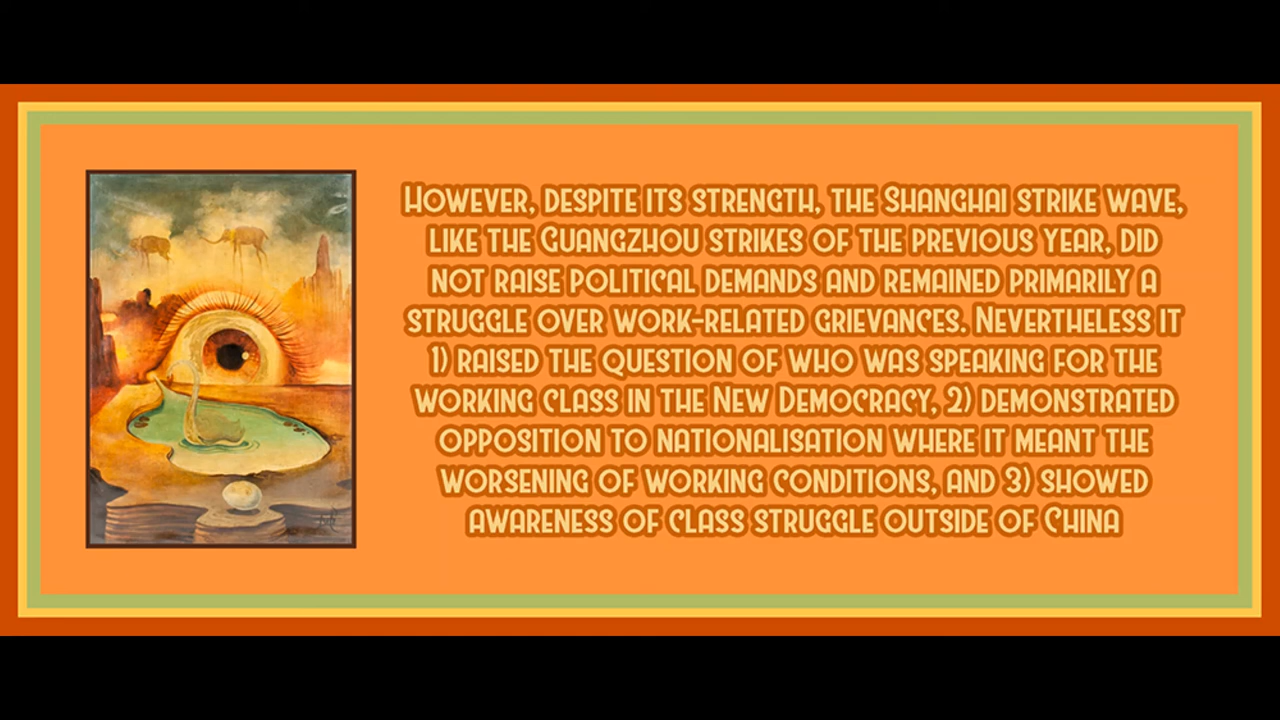 However, despite its strength, the Shanghai strike wave,
like the Guangzhou strikes of the previous year, did
not raise political demands and remained primarily a
struggle over work-related grievances. Nevertheless it
1) raised the question of who was speaking for the
working class in the New Democracy, 2) demonstrated
opposition to nationalisation where it meant the
worsening of working conditions, and 3) showed
awareness of class struggle outside of China